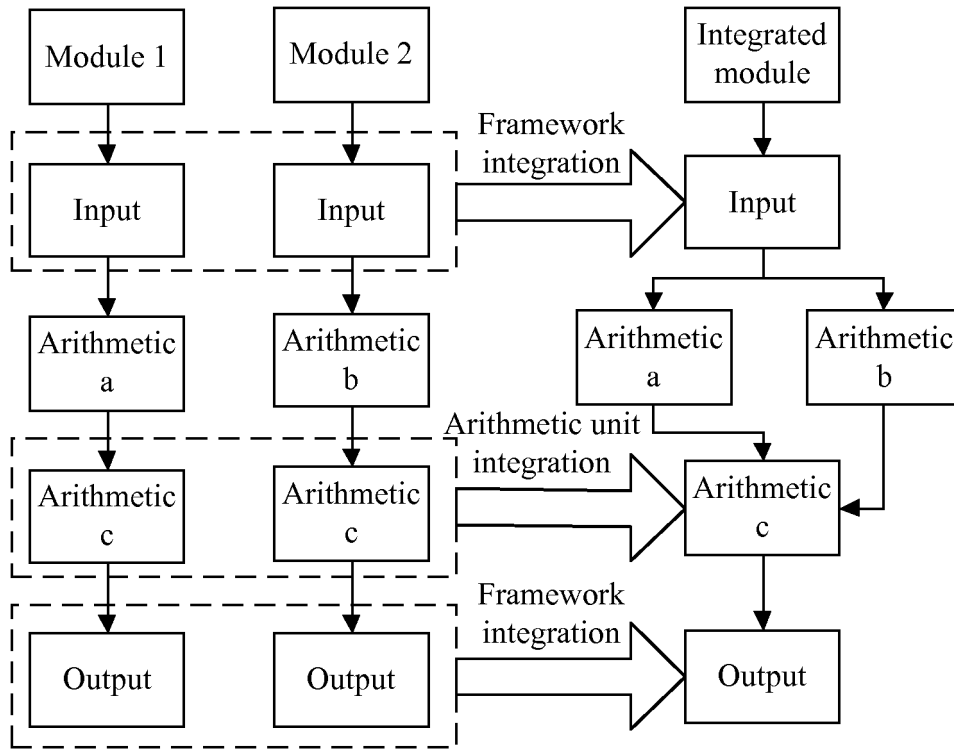 Module 1
Module 2
Integrated
module
Framework
integration
Input
Input
Input
Arithmetic
a
Arithmetic
b
Arithmetic
a
Arithmetic
b
Arithmetic unit
integration
Arithmetic
c
Arithmetic
c
Arithmetic
c
Framework
integration
Output
Output
Output